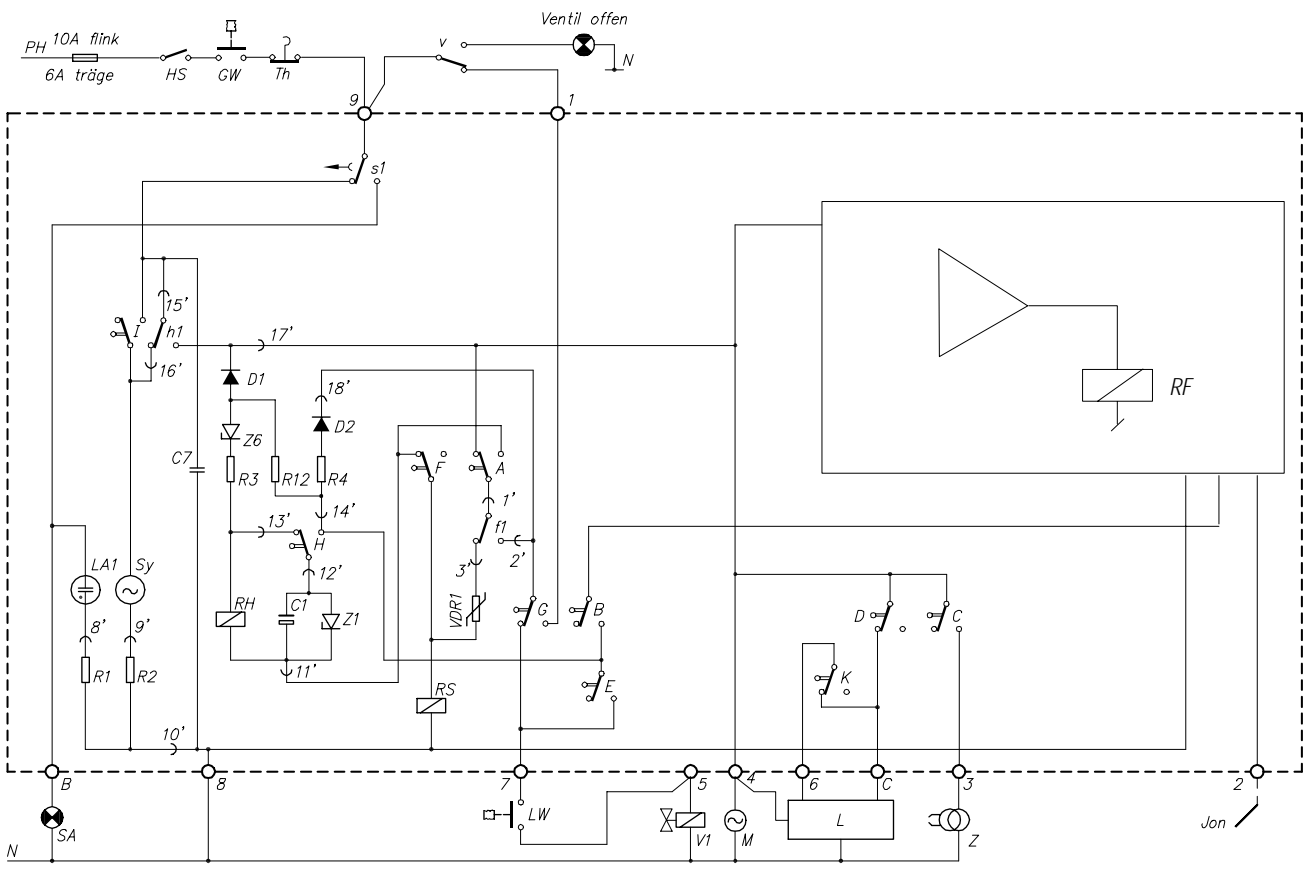 Ventil offen
10A flink
PH
6A träge
HS
GW
Th
v
N
9
1
s1
15'
I
h1
17'
16'
D1
18'
RF
Z6
D2
C7
R3
R12
R4
F
A
1'
13'
14'
H
f1
2'
LA1
Sy
12'
3'
RH
C1
Z1
VDR1
G
B
D
C
8'
9'
R1
R2
11'
RS
E
K
10'
B
8
7
5
4
6
C
3
2
SA
LW
V1
M
L
Z
Jon
N